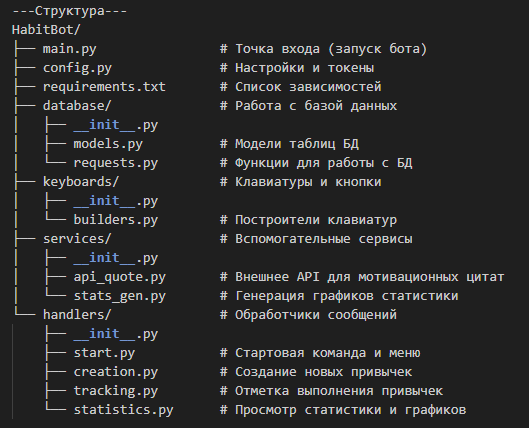 ---Структура---
HabitBot/
├── main.py                # Точка входа (запуск бота)
├── config.py              # Настройки и токены
├── requirements.txt       # Список зависимостей
├── database/              # Работа с базой данных
│   ├── __init__.py
│   ├── models.py          # Модели таблиц БД
│   └── requests.py        # Функции для работы с БД
├── keyboards/             # Клавиатуры и кнопки
│   ├── __init__.py
│   └── builders.py        # Построители клавиатур
├── services/              # Вспомогательные сервисы
│   ├── __init__.py
│   ├── api_quote.py       # Внешнее API для мотивационных цитат
│   └── stats_gen.py       # Генерация графиков статистики
└── handlers/              # Обработчики сообщений
    ├── __init__.py
    ├── start.py           # Стартовая команда и меню
    ├── creation.py        # Создание новых привычек
    ├── tracking.py        # Отметка выполнения привычек
    └── statistics.py      # Просмотр статистики и графиков